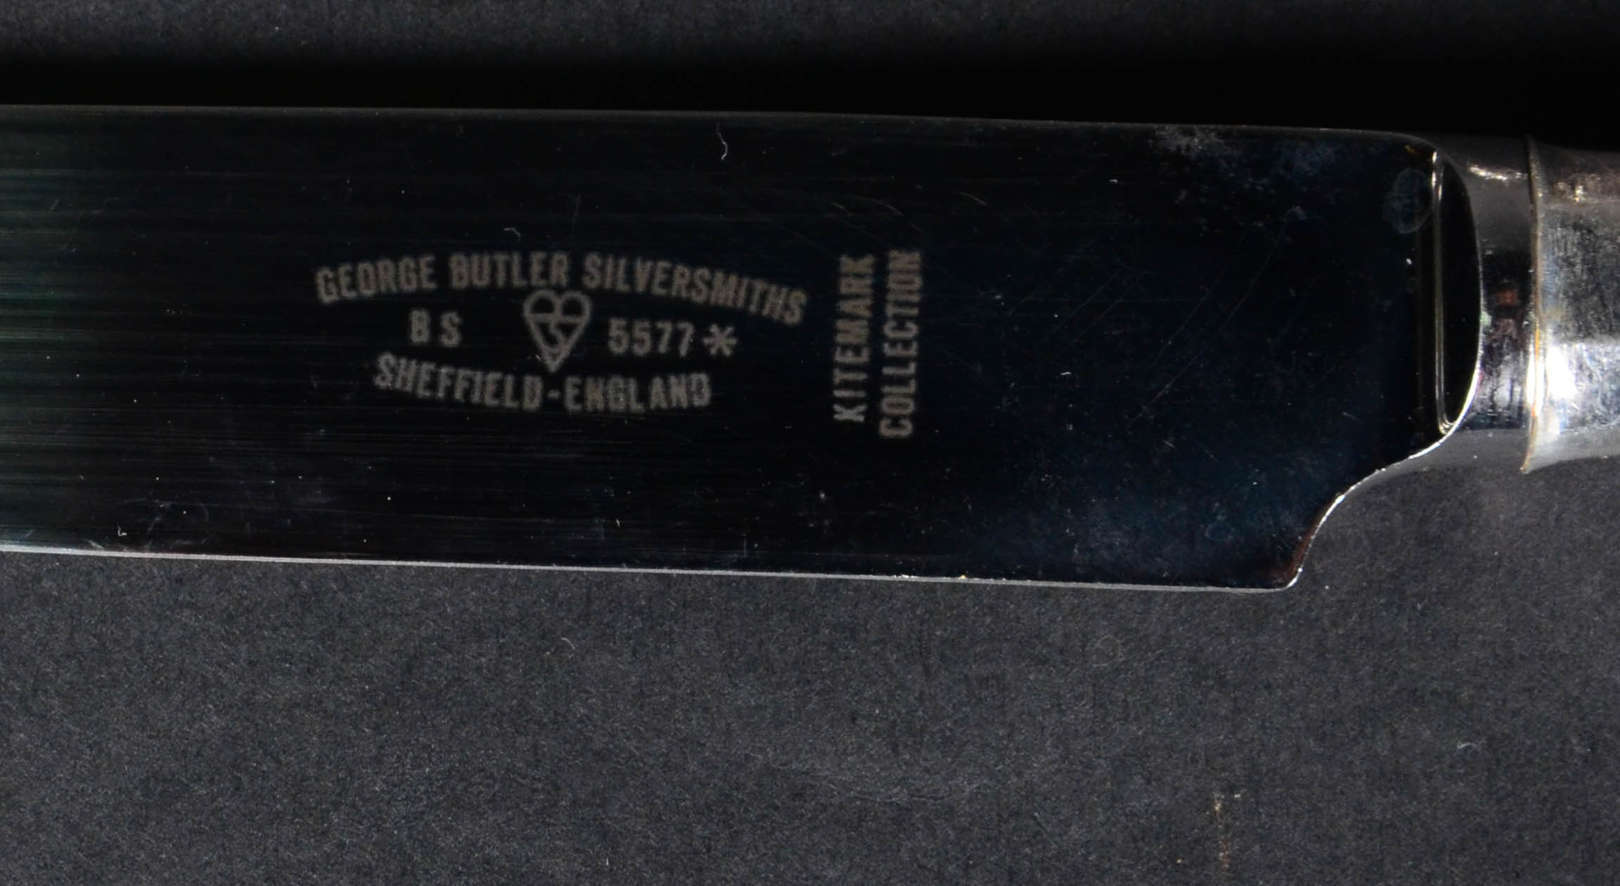 GEORGE BUTLER SILVERSMITHS
BS 5577*
SHEFFIELD-ENGLAND
KITEMARK
COLLECTION